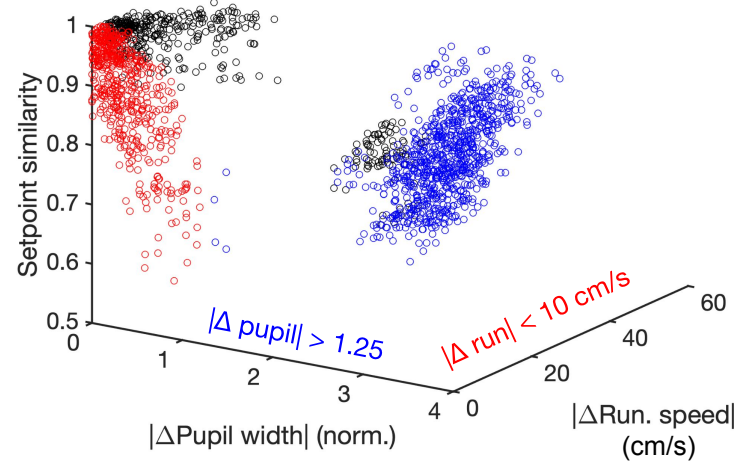 1
0.9
0.8
0.7
0.6
0.5
Setpoint similarity
0
1
2
3
4
|ΔPupil width| (norm.)
|Δ pupil| > 1.25
|Δ run| < 10 cm/s
0
20
40
60
|ΔRun. speed|
(cm/s)